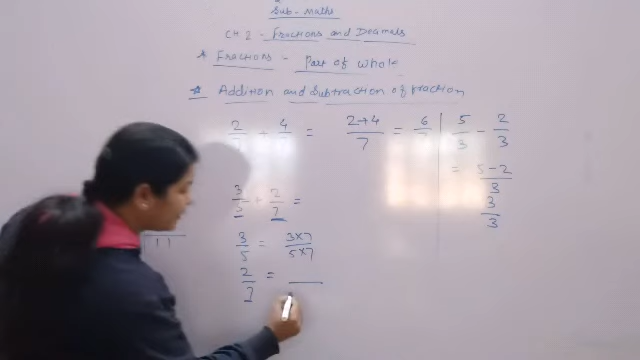 Sub - Maths
CH 2 - Fractions and Decimals
* Fractions - Part of Whole
* Addition and Subtraction of fraction
2/7 + 4/7 = (2+4)/7 = 6/7
5/3 - 2/3
= (5-2)/3
3/3
+ 2/7 =
3/5 = (3×7)/(5×7)
2/7 =